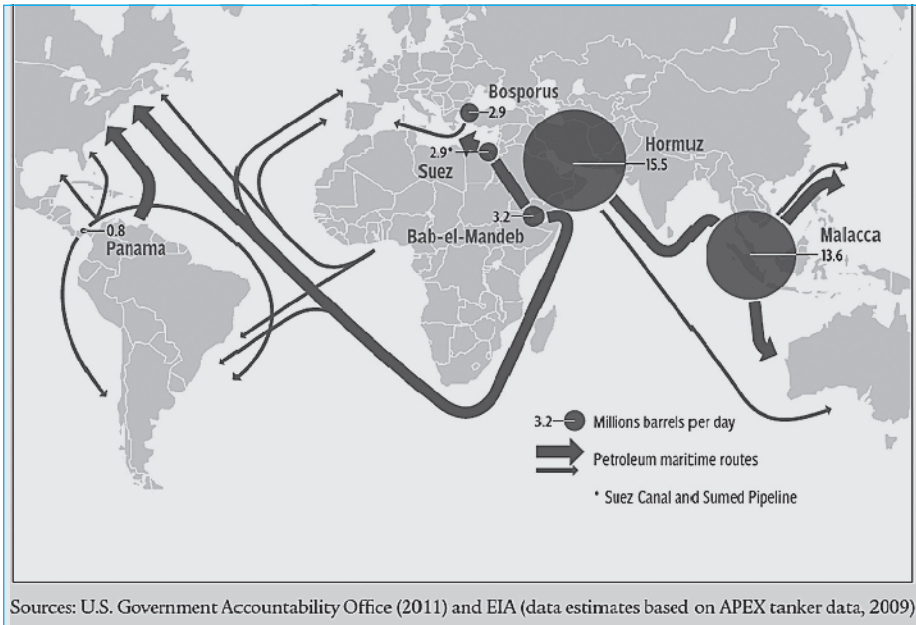 Bosporus
2.9
Hormuz
15.5
2.9*
Suez
3.2
Bab-el-Mandeb
0.8
Panama
Malacca
13.6
3.2 Millions barrels per day
Petroleum maritime routes
* Suez Canal and Sumed Pipeline
Sources: U.S. Government Accountability Office (2011) and EIA (data estimates based on APEX tanker data, 2009)